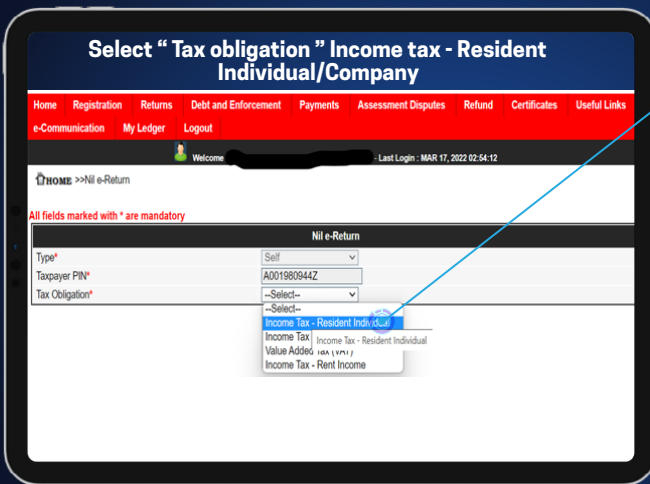 Select “ Tax obligation ” Income tax - Resident
Individual/Company
Home Registration Returns Debt and Enforcement Payments Assessment Disputes Refund Certificates Useful Links
e-Communication My Ledger Logout
Welcome - Last Login : MAR 17, 2022 02:54:12
HOME >>Nil e-Return
All fields marked with * are mandatory
Nil e-Return
Type* Self
Taxpayer PIN* A001980944Z
Tax Obligation* --Select--
--Select--
Income Tax - Resident Individual
Income Tax
Income Tax - Resident Individual
Value Added Tax (VAT)
Income Tax - Rent Income